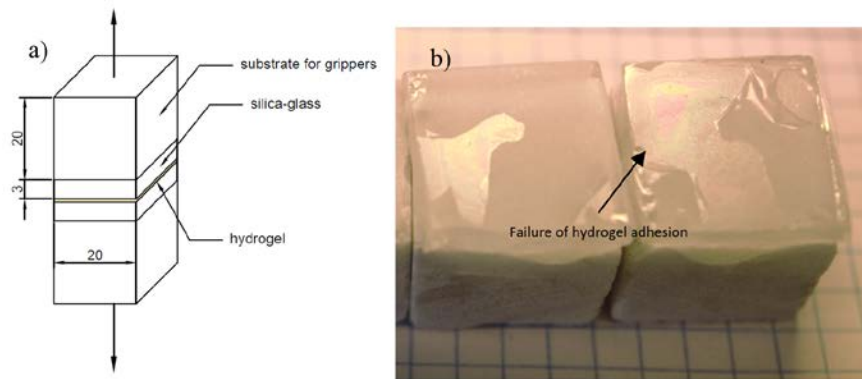 a)
substrate for grippers
silica-glass
20
3
20
hydrogel
b)
Failure of hydrogel adhesion